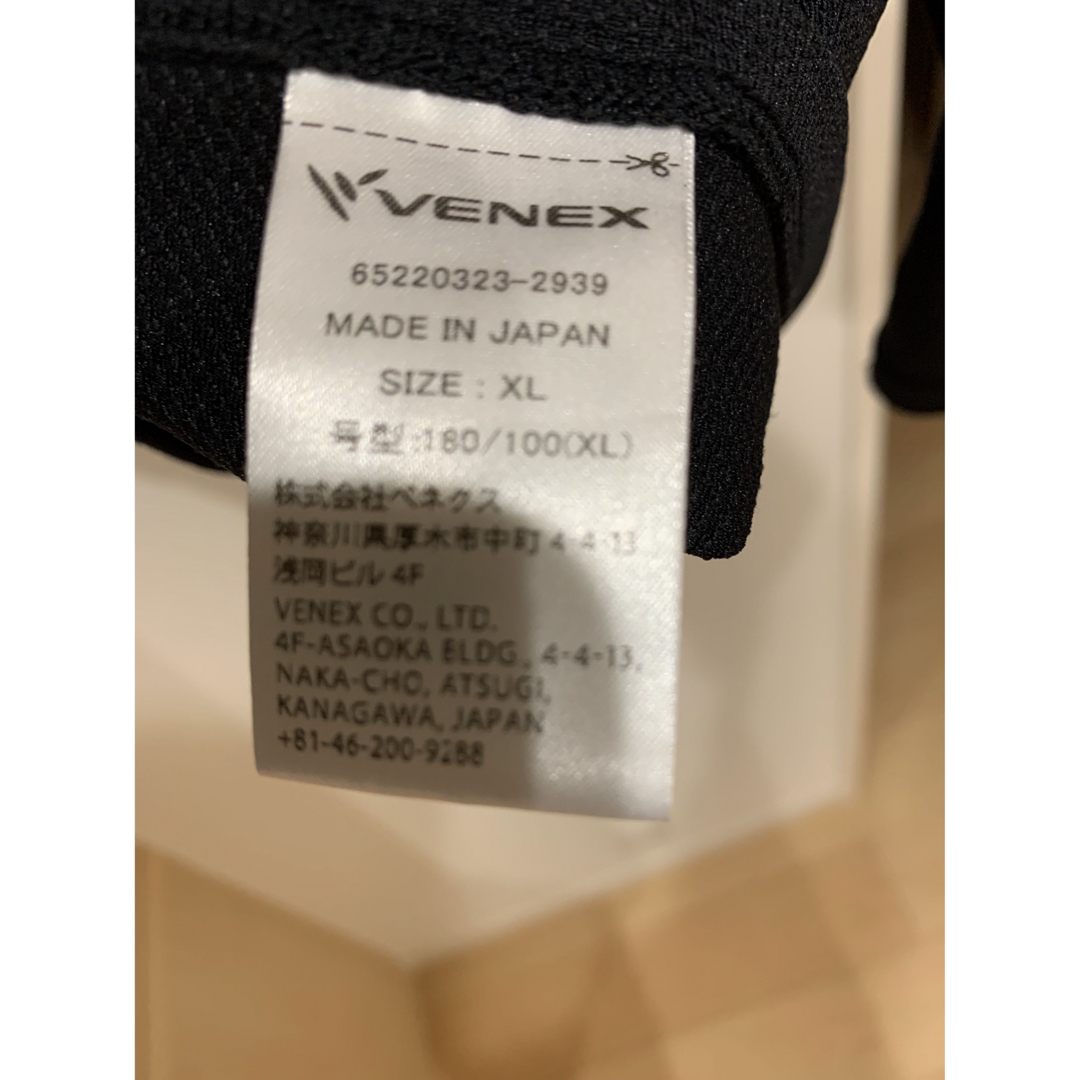 VENEX
65220323-2939
MADE IN JAPAN
SIZE : XL
号型:180/100(XL)
株式会社ベネクス
神奈川県厚木市中町4-4-13
浅岡ビル4F
VENEX CO., LTD.
4F-ASAOKA BLDG., 4-4-13,
NAKA-CHO, ATSUGI,
KANAGAWA, JAPAN
+81-46-200-9288